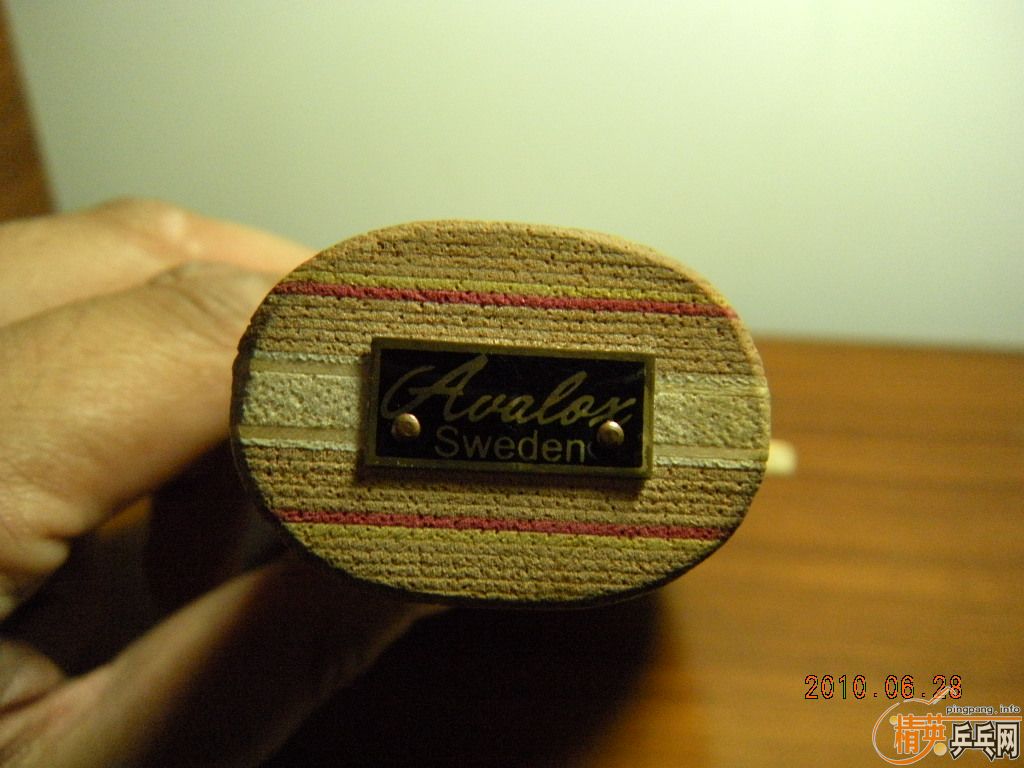 Avalox
Sweden
2010.06.28
pingpang.info
精英乒乓网